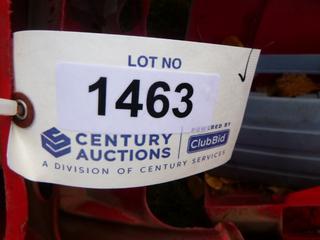 LOT NO
1463
CENTURY
AUCTIONS
POWERED BY
ClubBid
A DIVISION OF CENTURY SERVICES